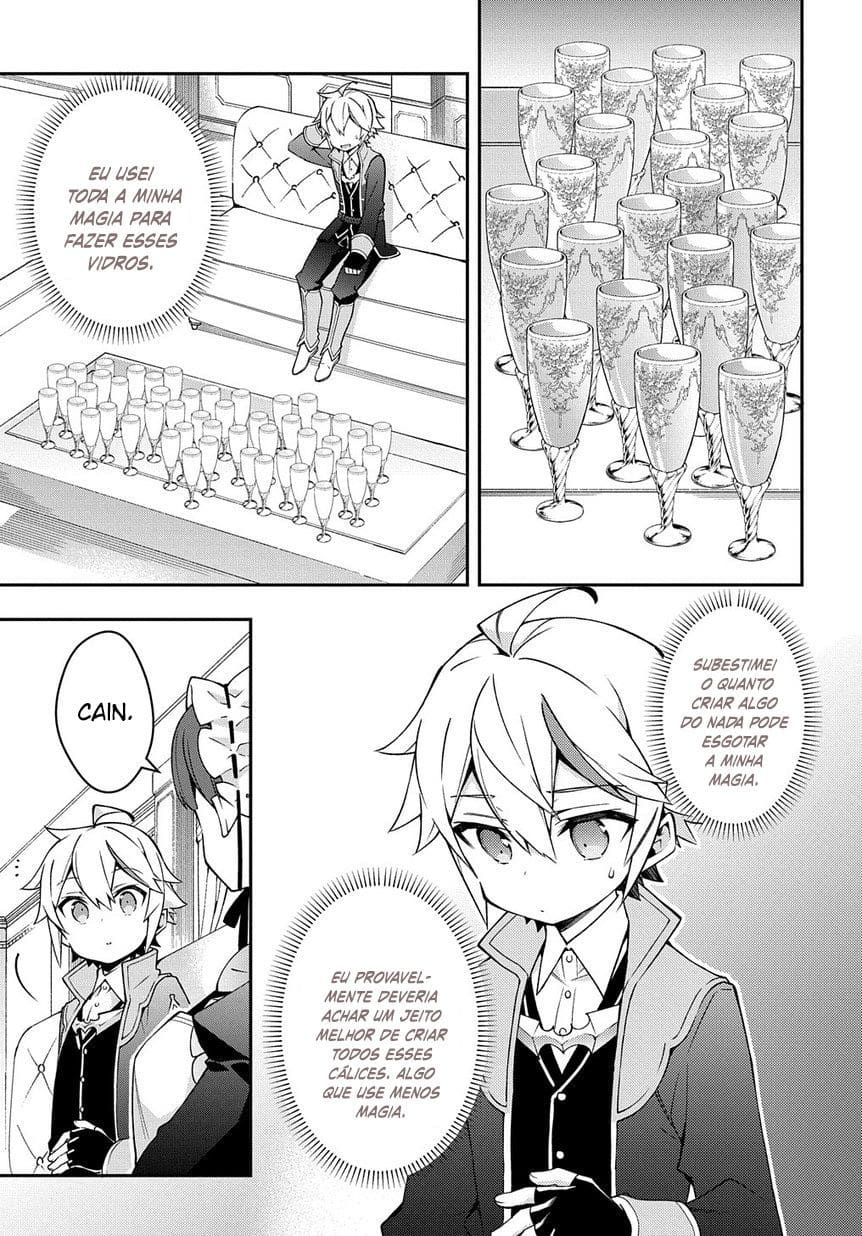 EU USEI
TODA A MINHA
MAGIA PARA
FAZER ESSES
VIDROS.
SUBESTIMEI
O QUANTO
CRIAR ALGO
DO NADA PODE
ESGOTAR
A MINHA
MAGIA.
EU PROVAVEL-
MENTE DEVERIA
ACHAR UM JEITO
MELHOR DE CRIAR
TODOS ESSES
CÁLICES. ALGO
QUE USE MENOS
MAGIA.
CAIN.